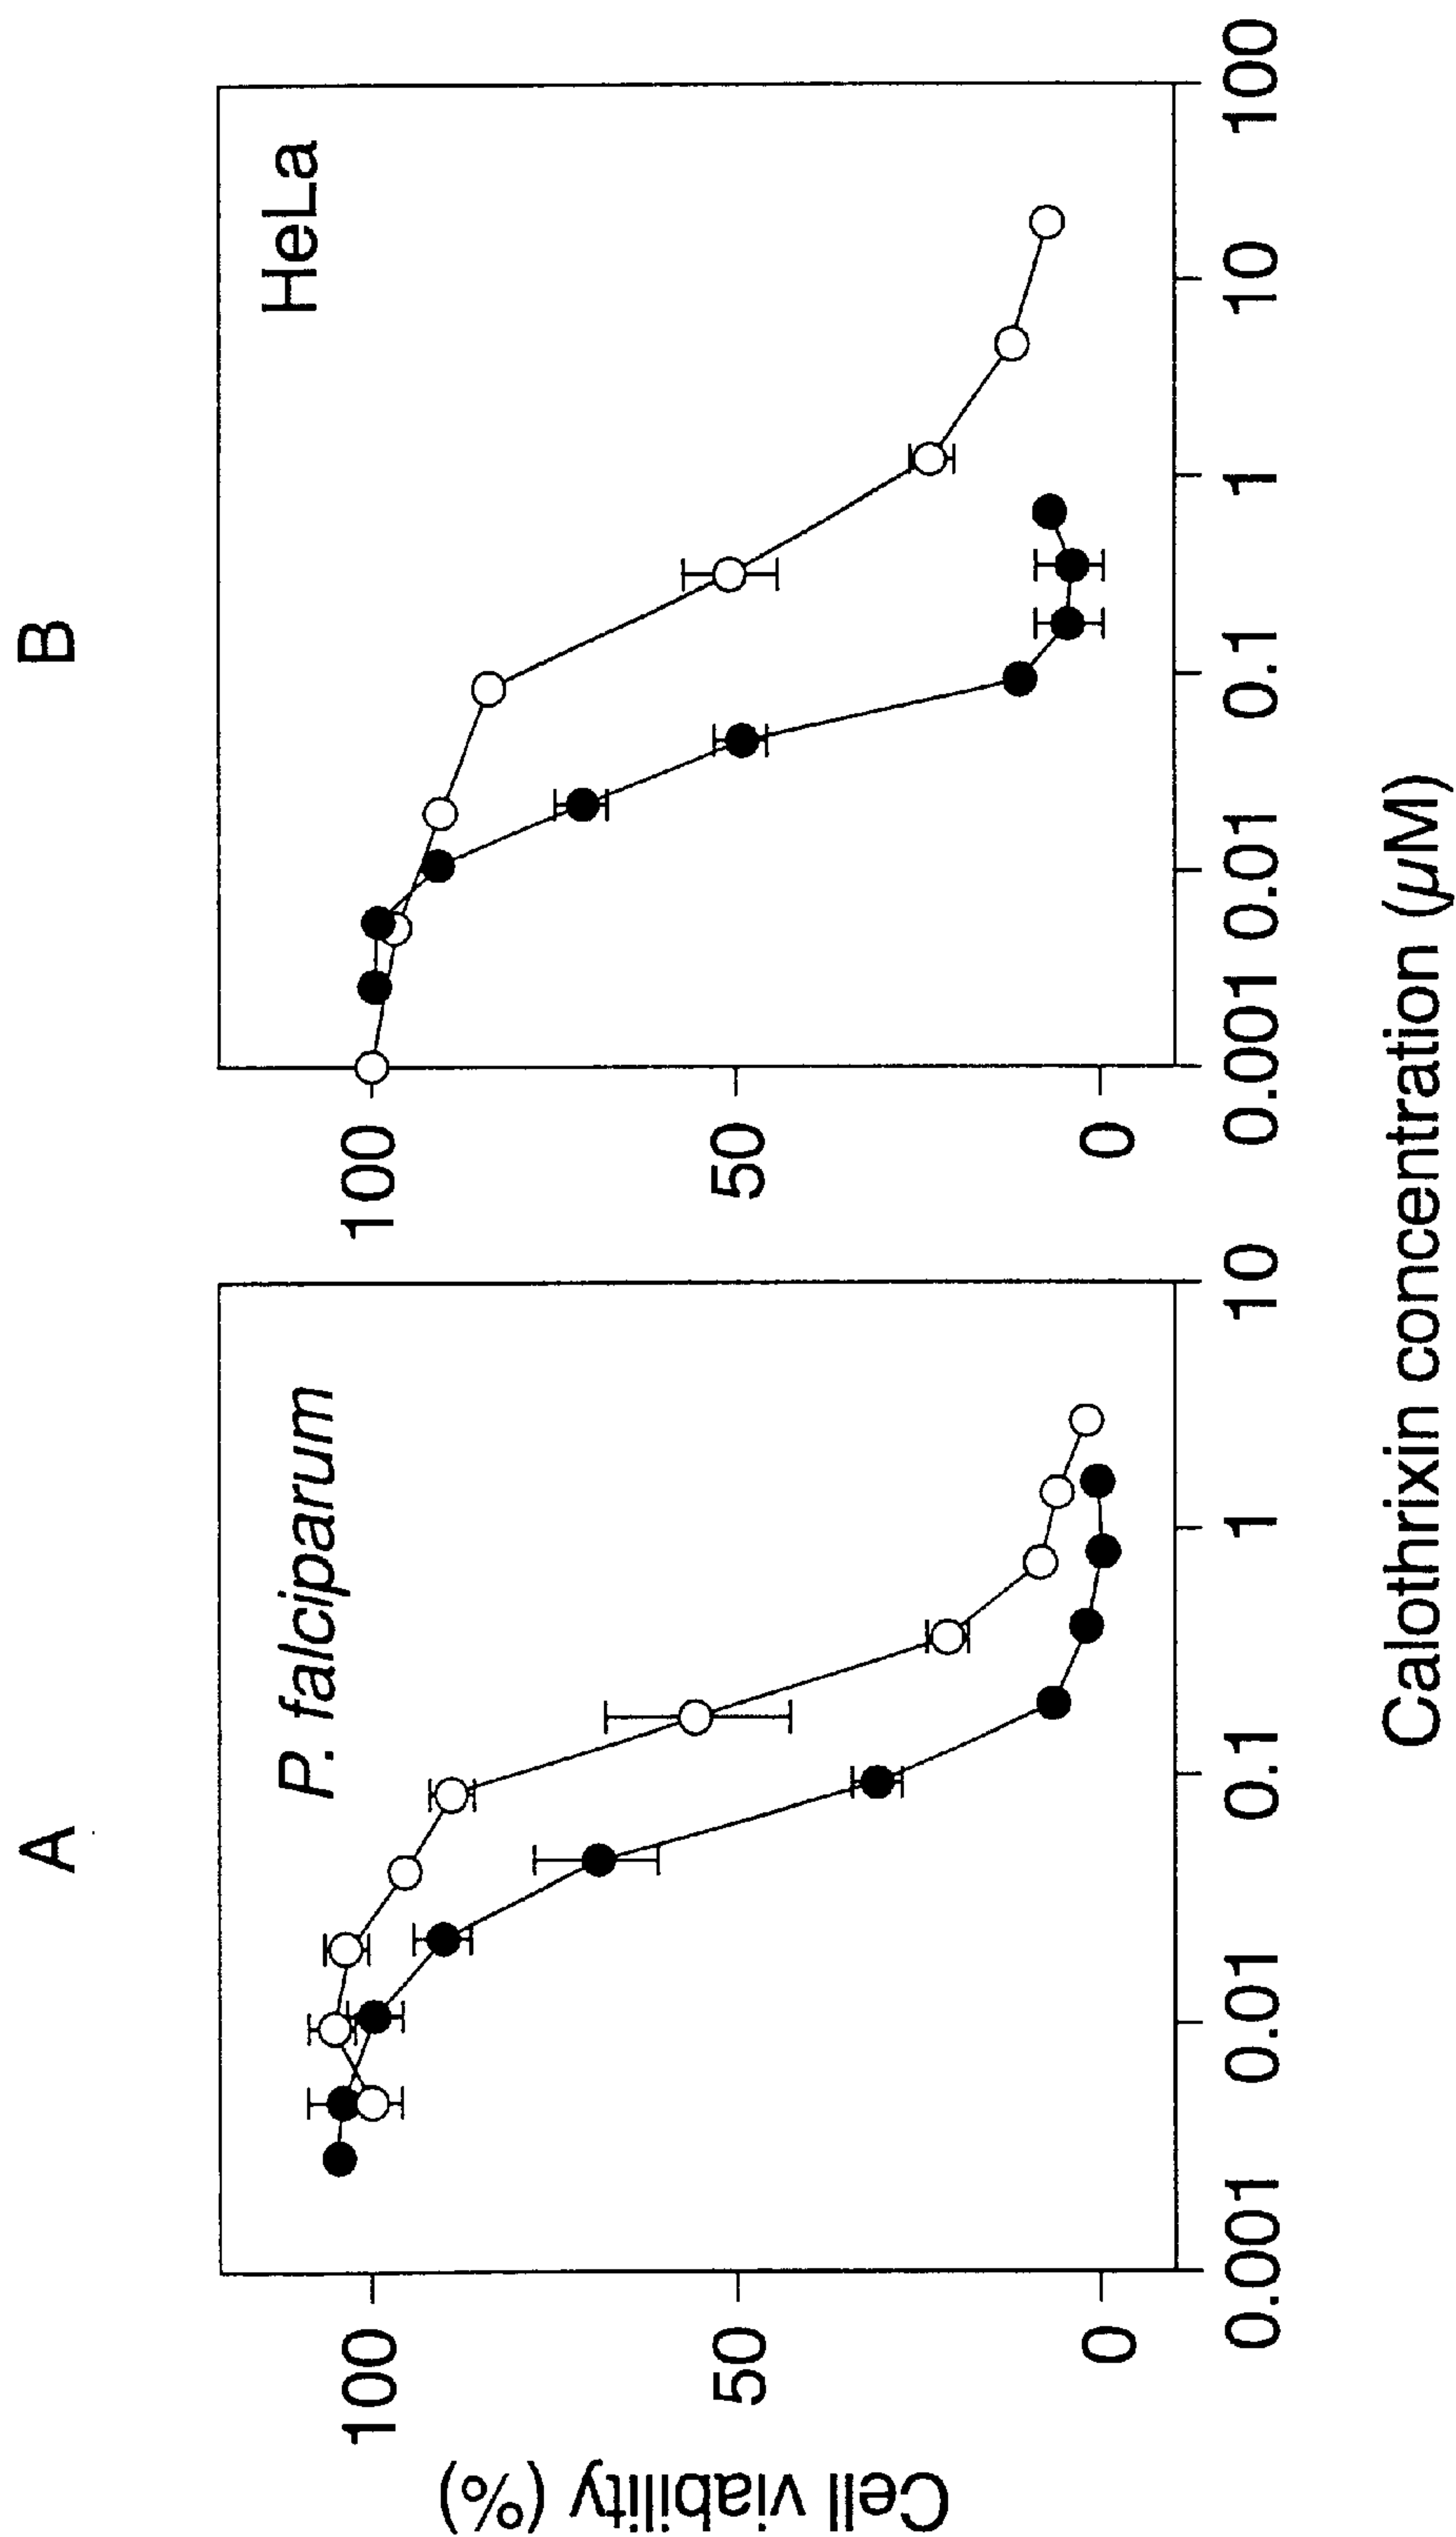 A
B
P. falciparum
HeLa
Cell viability (%)
100
50
0
100
50
0
0.001 0.01 0.1 1 10
0.001 0.01 0.1 1 10 100
Calothrixin concentration (μM)